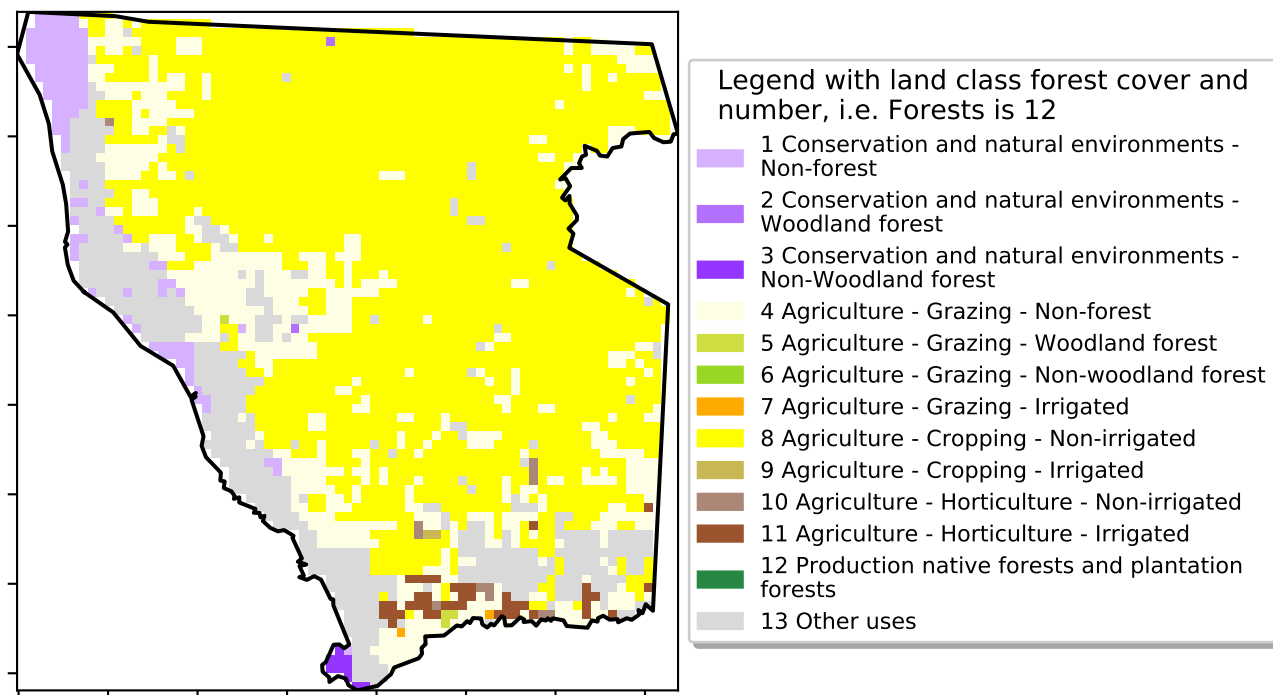 Legend with land class forest cover and
number, i.e. Forests is 12
1 Conservation and natural environments -
Non-forest
2 Conservation and natural environments -
Woodland forest
3 Conservation and natural environments -
Non-Woodland forest
4 Agriculture - Grazing - Non-forest
5 Agriculture - Grazing - Woodland forest
6 Agriculture - Grazing - Non-woodland forest
7 Agriculture - Grazing - Irrigated
8 Agriculture - Cropping - Non-irrigated
9 Agriculture - Cropping - Irrigated
10 Agriculture - Horticulture - Non-irrigated
11 Agriculture - Horticulture - Irrigated
12 Production native forests and plantation
forests
13 Other uses